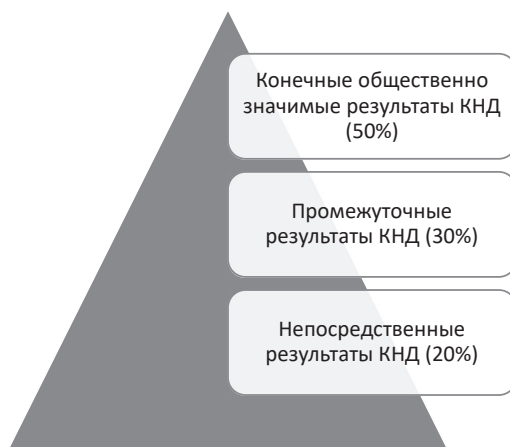 Конечные общественно
значимые результаты КНД
(50%)
Промежуточные
результаты КНД (30%)
Непосредственные
результаты КНД (20%)